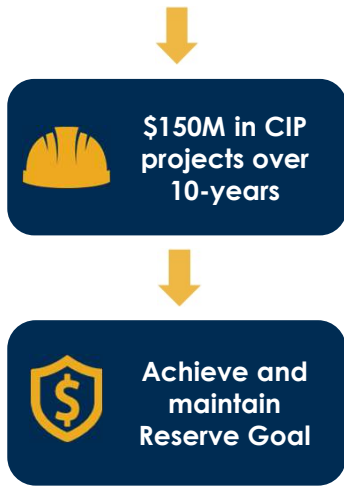 $150M in CIP
projects over
10-years
$
Achieve and
maintain
Reserve Goal